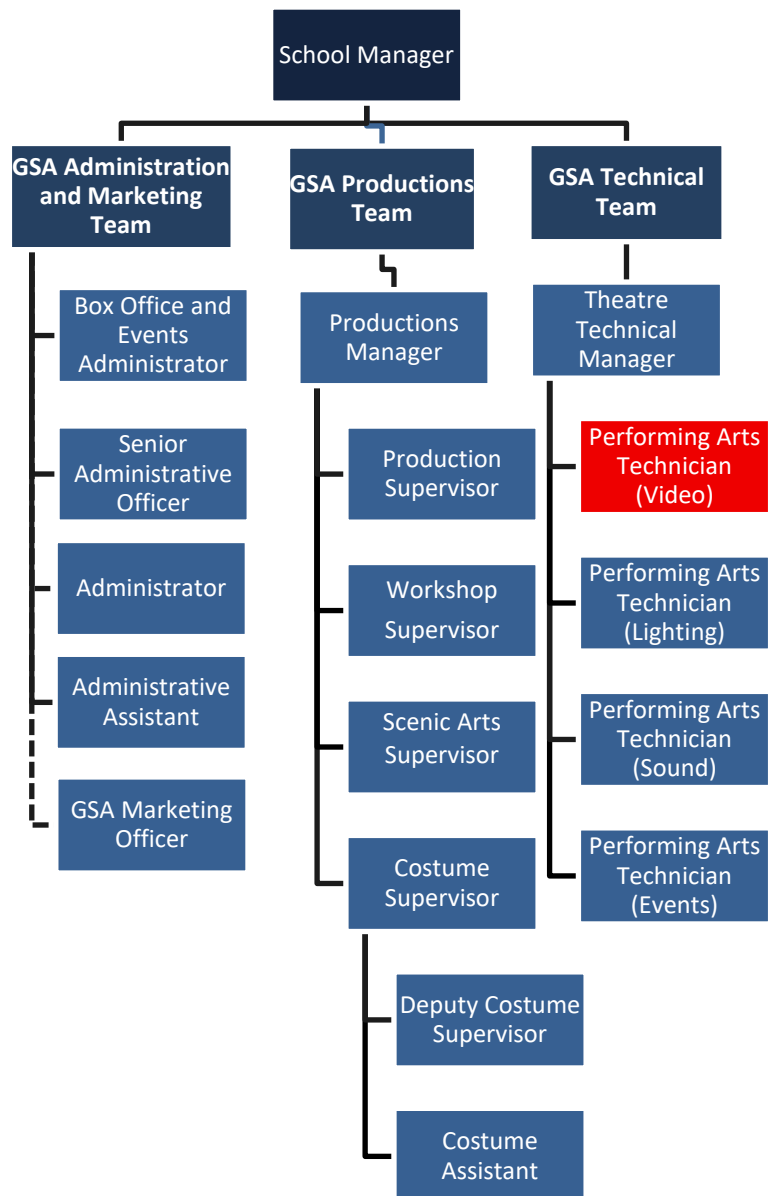 School Manager
GSA Administration
and Marketing
Team
Box Office and
Events
Administrator
Senior
Administrative
Officer
Administrator
Administrative
Assistant
GSA Marketing
Officer
GSA Productions
Team
Productions
Manager
Production
Supervisor
Workshop
Supervisor
Scenic Arts
Supervisor
Costume
Supervisor
Deputy Costume
Supervisor
Costume
Assistant
GSA Technical
Team
Theatre
Technical
Manager
Performing Arts
Technician
(Video)
Performing Arts
Technician
(Lighting)
Performing Arts
Technician
(Sound)
Performing Arts
Technician
(Events)